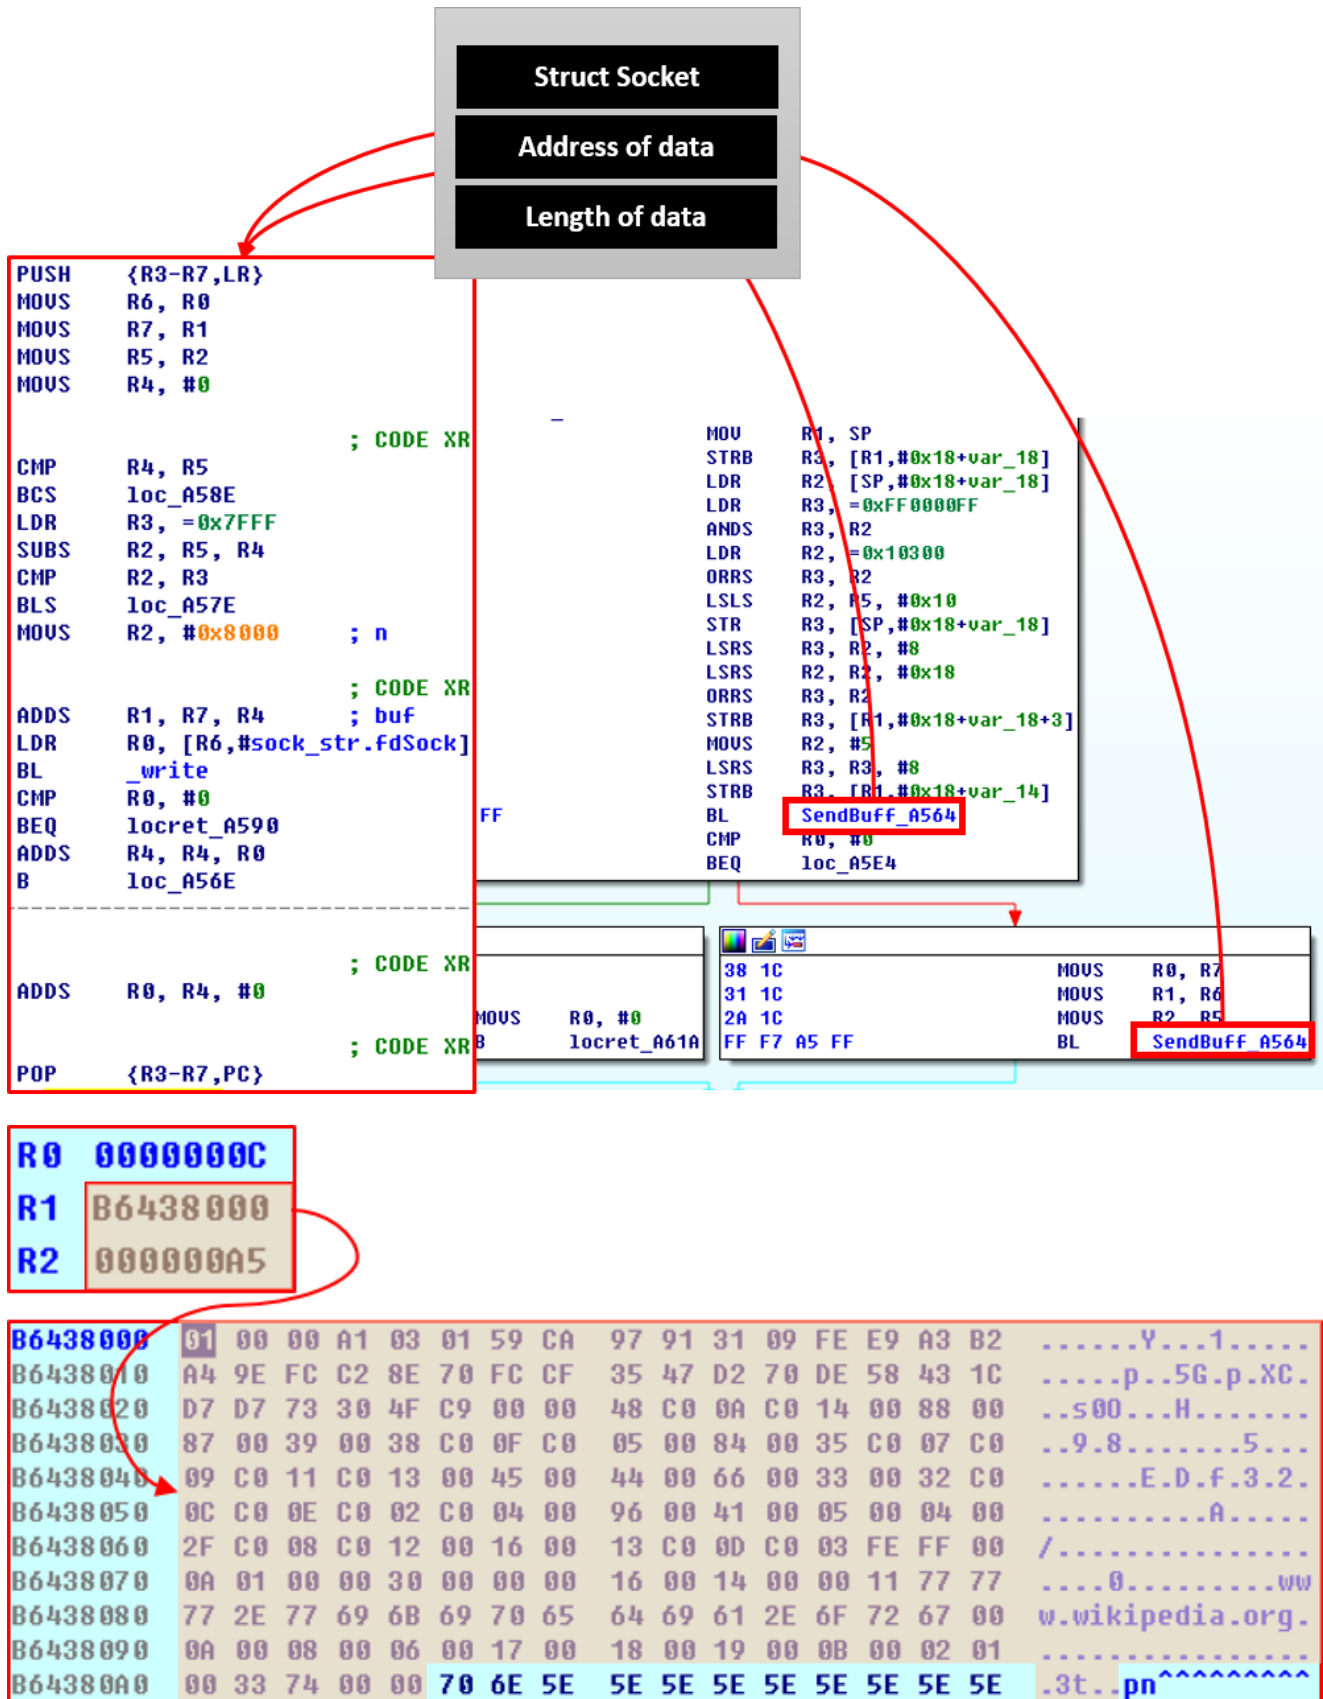 Struct Socket
Address of data
Length of data
PUSH {R3-R7,LR}
MOVS R6, R0
MOVS R7, R1
MOVS R5, R2
MOVS R4, #0
; CODE XR
CMP R4, R5
BCS loc_A58E
LDR R3, =0x7FFF
SUBS R2, R5, R4
CMP R2, R3
BLS loc_A57E
MOVS R2, #0x8000 ; n
; CODE XR
ADDS R1, R7, R4 ; buf
LDR R0, [R6,#sock_str.fdSock]
BL _write
CMP R0, #0
BEQ locret_A590
ADDS R4, R4, R0
B loc_A56E
; CODE XR
ADDS R0, R4, #0
; CODE XR
POP {R3-R7,PC}
MOV R1, SP
STRB R3, [R1,#0x18+var_18]
LDR R2, [SP,#0x18+var_18]
LDR R3, =0xFF0000FF
ANDS R3, R2
LDR R2, =0x10300
ORRS R3, R2
LSLS R2, R5, #0x10
STR R3, [SP,#0x18+var_18]
LSRS R3, R2, #8
LSRS R2, R2, #0x18
ORRS R3, R2
STRB R3, [R1,#0x18+var_18+3]
MOVS R2, #5
LSRS R3, R3, #8
STRB R3, [R1,#0x18+var_14]
FF BL SendBuff_A564
CMP R0, #0
BEQ loc_A5E4
MOVS R0, #0
B locret_A61A
38 1C MOVS R0, R7
31 1C MOVS R1, R6
2A 1C MOVS R2 R5
FF F7 A5 FF BL SendBuff_A564
R0 0000000C
R1 B6438000
R2 000000A5
B6438000 01 00 00 A1 03 01 59 CA 97 91 31 09 FE E9 A3 B2 ......Y...1.....
B6438010 A4 9E FC C2 8E 70 FC CF 35 47 D2 70 DE 58 43 1C .....p..5G.p.XC.
B6438020 D7 D7 73 30 4F C9 00 00 48 C0 0A C0 14 00 88 00 ..s0O...H.......
B6438030 87 00 39 00 38 C0 0F C0 05 00 84 00 35 C0 07 C0 ..9.8.......5...
B6438040 09 C0 11 C0 13 00 45 00 44 00 66 00 33 00 32 C0 ......E.D.f.3.2.
B6438050 0C C0 0E C0 02 C0 04 00 96 00 41 00 05 00 04 00 ..........A.....
B6438060 2F C0 08 C0 12 00 16 00 13 C0 0D C0 03 FE FF 00 /...............
B6438070 0A 01 00 00 30 00 00 00 16 00 14 00 00 11 77 77 ....0.........ww
B6438080 77 2E 77 69 6B 69 70 65 64 69 61 2E 6F 72 67 00 w.wikipedia.org.
B6438090 0A 00 08 00 06 00 17 00 18 00 19 00 0B 00 02 01 ................
B64380A0 00 33 74 00 00 70 6E 5E 5E 5E 5E 5E 5E 5E 5E 5E .3t..pn^^^^^^^^^